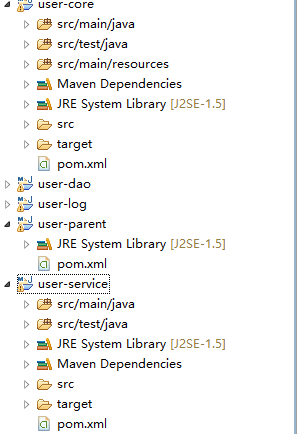 user-core
src/main/java
src/test/java
src/main/resources
Maven Dependencies
JRE System Library [J2SE-1.5]
src
target
pom.xml
user-dao
user-log
user-parent
JRE System Library [J2SE-1.5]
pom.xml
user-service
src/main/java
src/test/java
JRE System Library [J2SE-1.5]
Maven Dependencies
src
target
pom.xml